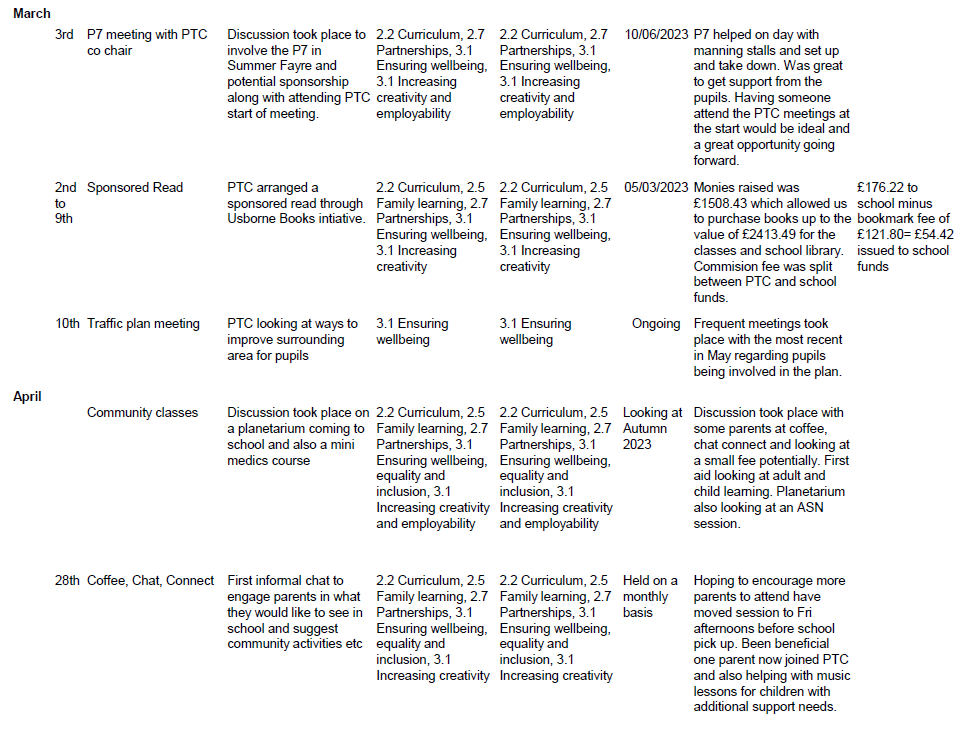 March
3rd
P7 meeting with PTC
co chair
Discussion took place to
involve the P7 in
Summer Fayre and
potential sponsorship
along with attending PTC
start of meeting.
2.2 Curriculum, 2.7
Partnerships, 3.1
Ensuring wellbeing,
3.1 Increasing
creativity and
employability
2.2 Curriculum, 2.7
Partnerships, 3.1
Ensuring wellbeing,
3.1 Increasing
creativity and
employability
10/06/2023
P7 helped on day with
manning stalls and set up
and take down. Was great
to get support from the
pupils. Having someone
attend the PTC meetings at
the start would be ideal and
a great opportunity going
forward.
2nd
to
9th
Sponsored Read
PTC arranged a
sponsored read through
Usborne Books intiative.
2.2 Curriculum, 2.5
Family learning, 2.7
Partnerships, 3.1
Ensuring wellbeing,
3.1 Increasing
creativity
2.2 Curriculum, 2.5
Family learning, 2.7
Partnerships, 3.1
Ensuring wellbeing,
3.1 Increasing
creativity
05/03/2023
Monies raised was
£1508.43 which allowed us
to purchase books up to the
value of £2413.49 for the
classes and school library.
Commision fee was split
between PTC and school
funds.
£176.22 to
school minus
bookmark fee of
£121.80= £54.42
issued to school
funds
10th
Traffic plan meeting
PTC looking at ways to
improve surrounding
area for pupils
3.1 Ensuring
wellbeing
3.1 Ensuring
wellbeing
Ongoing
Frequent meetings took
place with the most recent
in May regarding pupils
being involved in the plan.
April
Community classes
Discussion took place on
a planetarium coming to
school and also a mini
medics course
2.2 Curriculum, 2.5
Family learning, 2.7
Partnerships, 3.1
Ensuring wellbeing,
equality and
inclusion, 3.1
Increasing creativity
and employability
2.2 Curriculum, 2.5
Family learning, 2.7
Partnerships, 3.1
Ensuring wellbeing,
equality and
inclusion, 3.1
Increasing creativity
and employability
Looking at
Autumn
2023
Discussion took place with
some parents at coffee,
chat connect and looking at
a small fee potentially. First
aid looking at adult and
child learning. Planetarium
also looking at an ASN
session.
28th
Coffee, Chat, Connect
First informal chat to
engage parents in what
they would like to see in
school and suggest
community activities etc
2.2 Curriculum, 2.5
Family learning, 2.7
Partnerships, 3.1
Ensuring wellbeing,
equality and
inclusion, 3.1
Increasing creativity
2.2 Curriculum, 2.5
Family learning, 2.7
Partnerships, 3.1
Ensuring wellbeing,
equality and
inclusion, 3.1
Increasing creativity
Held on a
monthly
basis
Hoping to encourage more
parents to attend have
moved session to Fri
afternoons before school
pick up. Been beneficial
one parent now joined PTC
and also helping with music
lessons for children with
additional support needs.